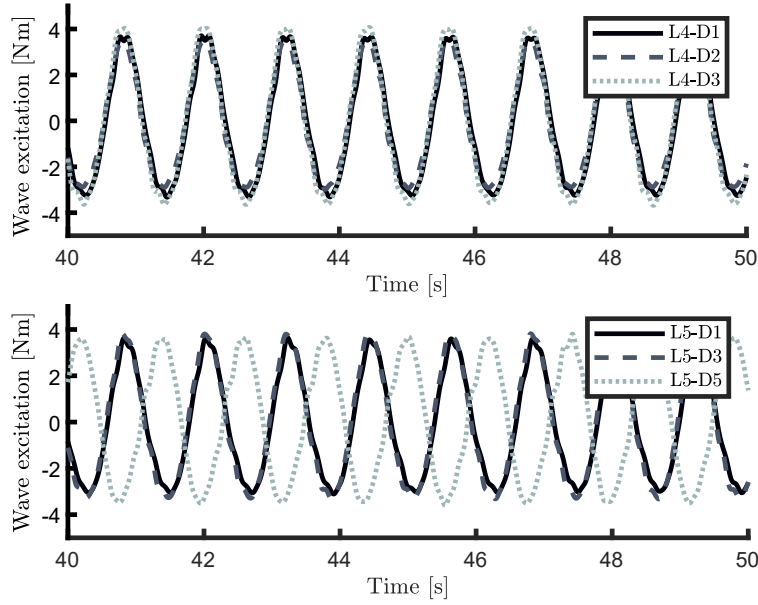 Wave excitation [Nm]
4
2
0
-2
-4
L4-D1
L4-D2
L4-D3
40 42 44 46 48 50
Time [s]
Wave excitation [Nm]
4
2
0
-2
-4
L5-D1
L5-D3
L5-D5
40 42 44 46 48 50
Time [s]